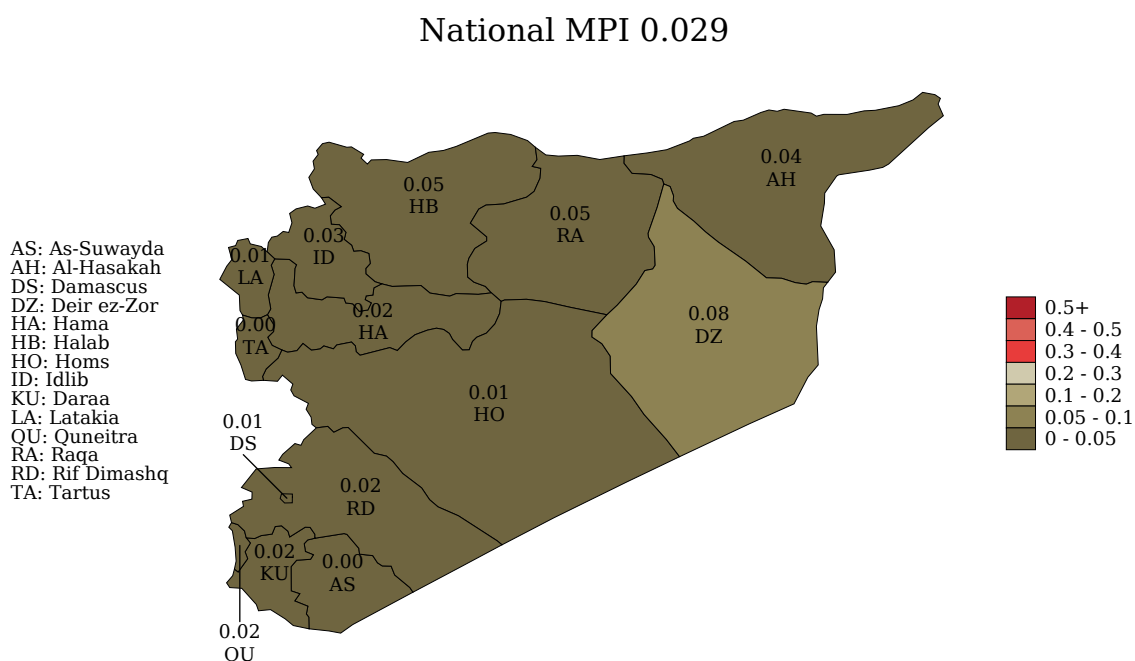 National MPI 0.029
0.04
AH
0.05
HB
0.05
RA
0.03
ID
0.01
LA
0.02
HA
0.00
TA
0.08
DZ
0.01
HO
0.01
DS
0.02
RD
0.02
KU
0.00
AS
0.02
QU
AS: As-Suwayda
AH: Al-Hasakah
DS: Damascus
DZ: Deir ez-Zor
HA: Hama
HB: Halab
HO: Homs
ID: Idlib
KU: Daraa
LA: Latakia
QU: Quneitra
RA: Raqa
RD: Rif Dimashq
TA: Tartus
0.5+
0.4 - 0.5
0.3 - 0.4
0.2 - 0.3
0.1 - 0.2
0.05 - 0.1
0 - 0.05